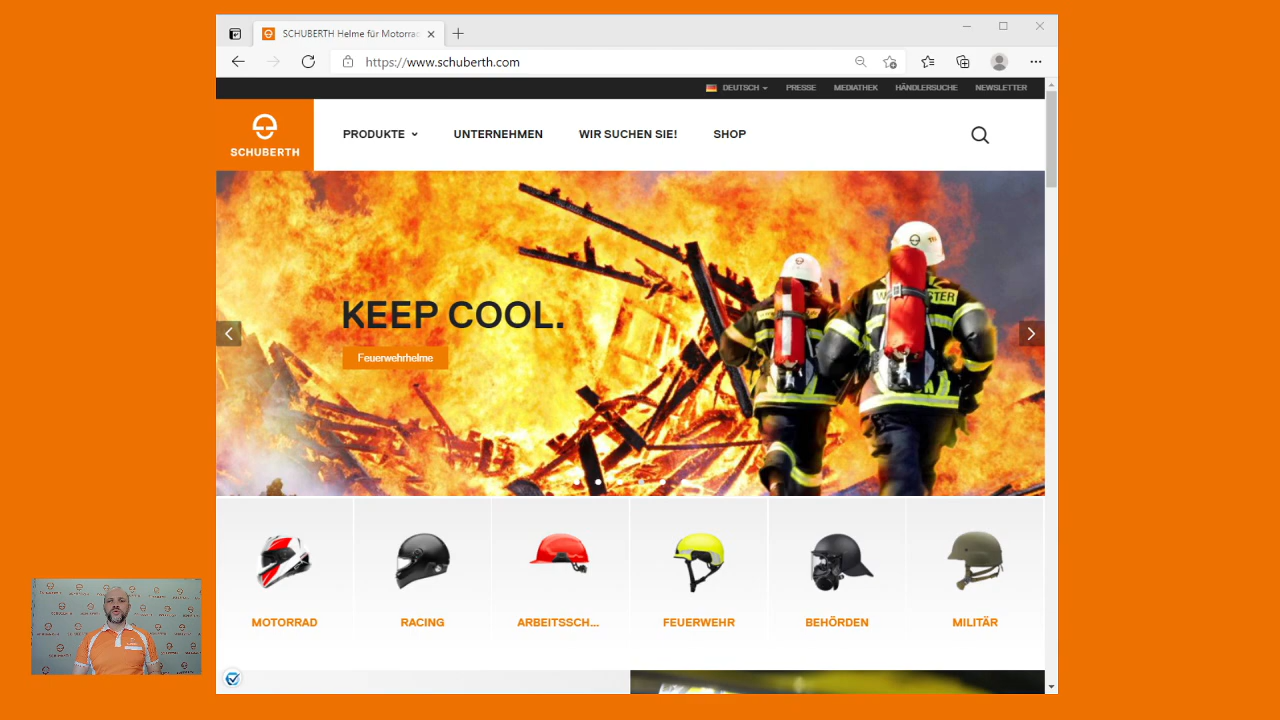 SCHUBERTH Helme für Motorrad
https://www.schuberth.com
DEUTSCH
PRESSE
MEDIATHEK
HÄNDLERSUCHE
NEWSLETTER
SCHUBERTH
PRODUKTE
UNTERNEHMEN
WIR SUCHEN SIE!
SHOP
KEEP COOL.
Feuerwehrhelme
MOTORRAD
RACING
ARBEITSSCH...
FEUERWEHR
BEHÖRDEN
MILITÄR